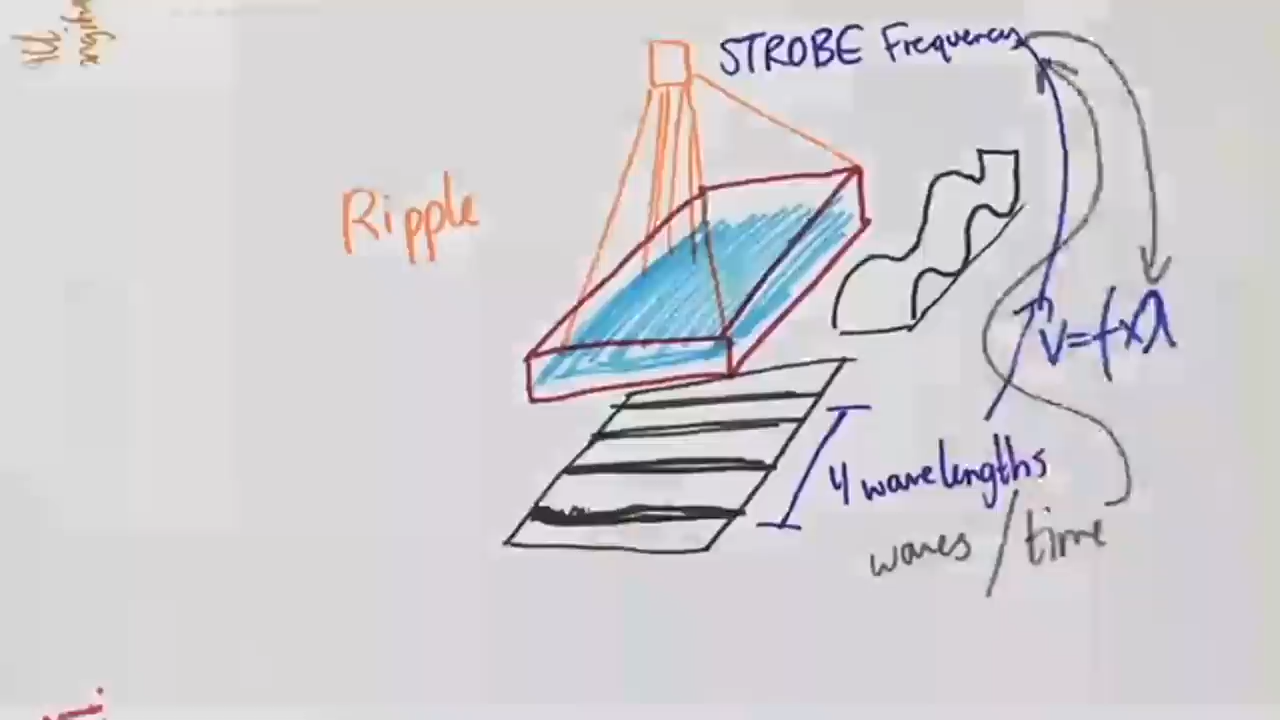 STROBE Frequency
Ripple
V=f×λ
4 wavelengths
waves / time